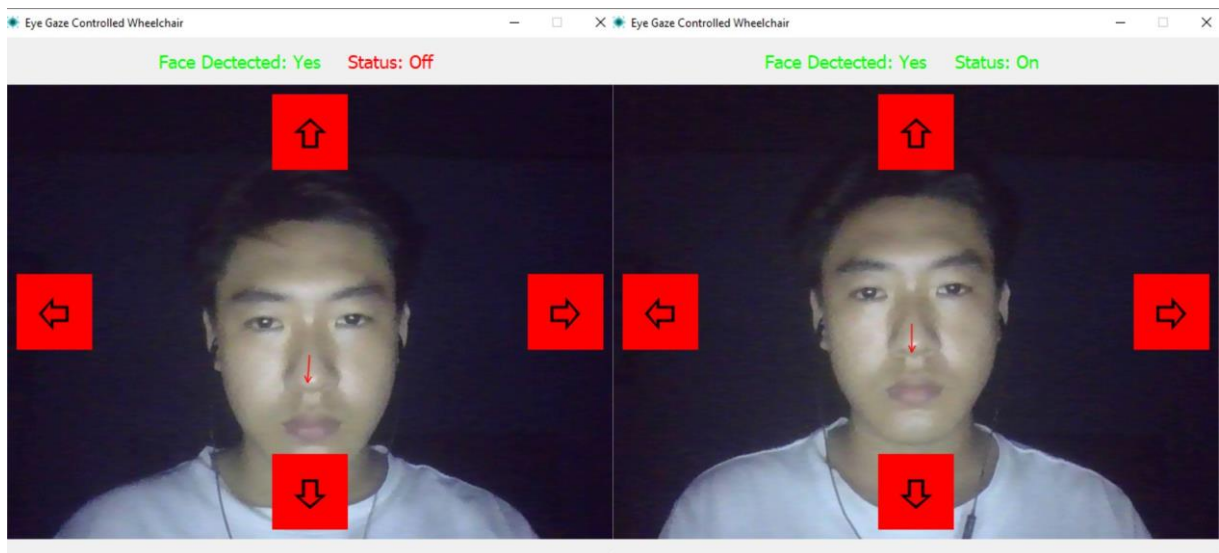 Eye Gaze Controlled Wheelchair
Face Dectected: Yes Status: Off
Eye Gaze Controlled Wheelchair
Face Dectected: Yes Status: On